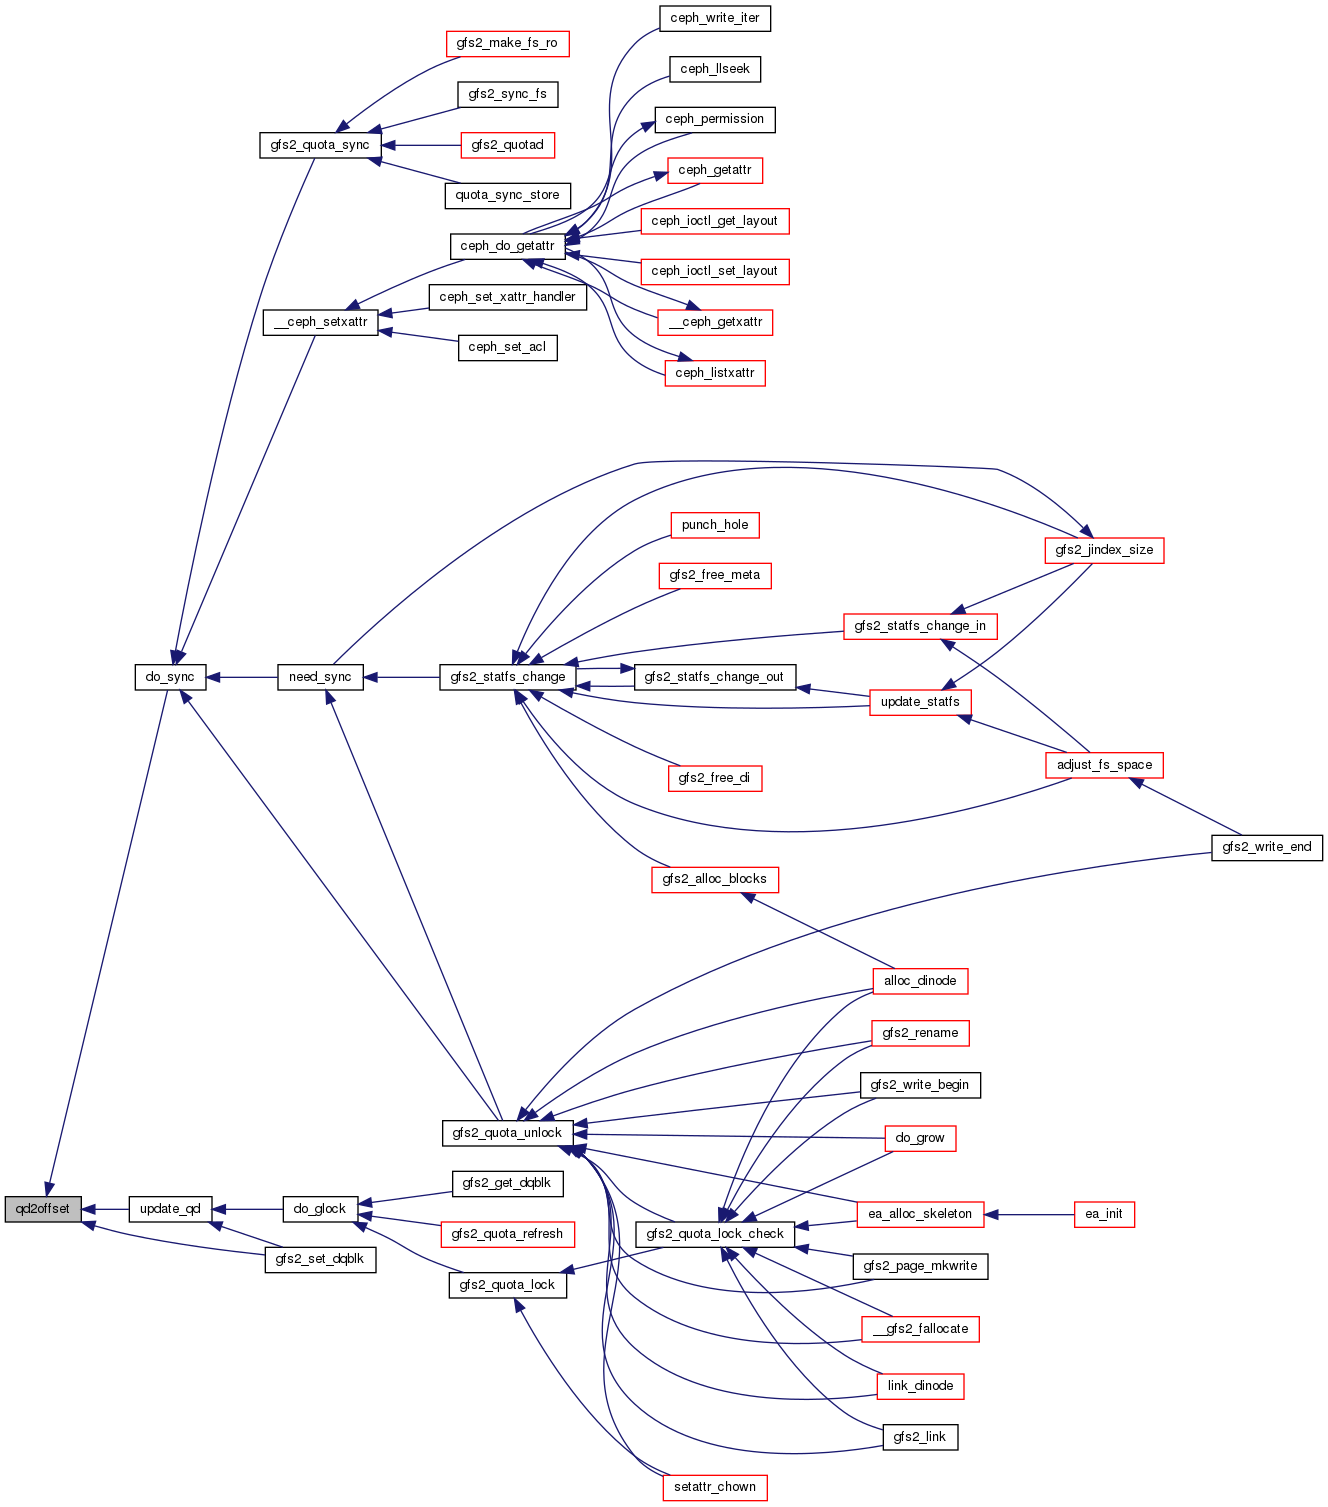 ceph_write_iter
gfs2_make_fs_ro
ceph_llseek
gfs2_sync_fs
ceph_permission
gfs2_quota_sync
gfs2_quotad
ceph_getattr
quota_sync_store
ceph_ioctl_get_layout
ceph_do_getattr
ceph_ioctl_set_layout
ceph_set_xattr_handler
__ceph_setxattr
__ceph_getxattr
ceph_set_acl
ceph_listxattr
punch_hole
gfs2_jindex_size
gfs2_free_meta
gfs2_statfs_change_in
do_sync
need_sync
gfs2_statfs_change
gfs2_statfs_change_out
update_statfs
adjust_fs_space
gfs2_free_di
gfs2_write_end
gfs2_alloc_blocks
alloc_dinode
gfs2_rename
gfs2_write_begin
gfs2_quota_unlock
do_grow
gfs2_get_dqblk
qd2offset
update_qd
do_glock
ea_alloc_skeleton
ea_init
gfs2_quota_refresh
gfs2_quota_lock_check
gfs2_set_dqblk
gfs2_page_mkwrite
gfs2_quota_lock
__gfs2_fallocate
link_dinode
gfs2_link
setattr_chown